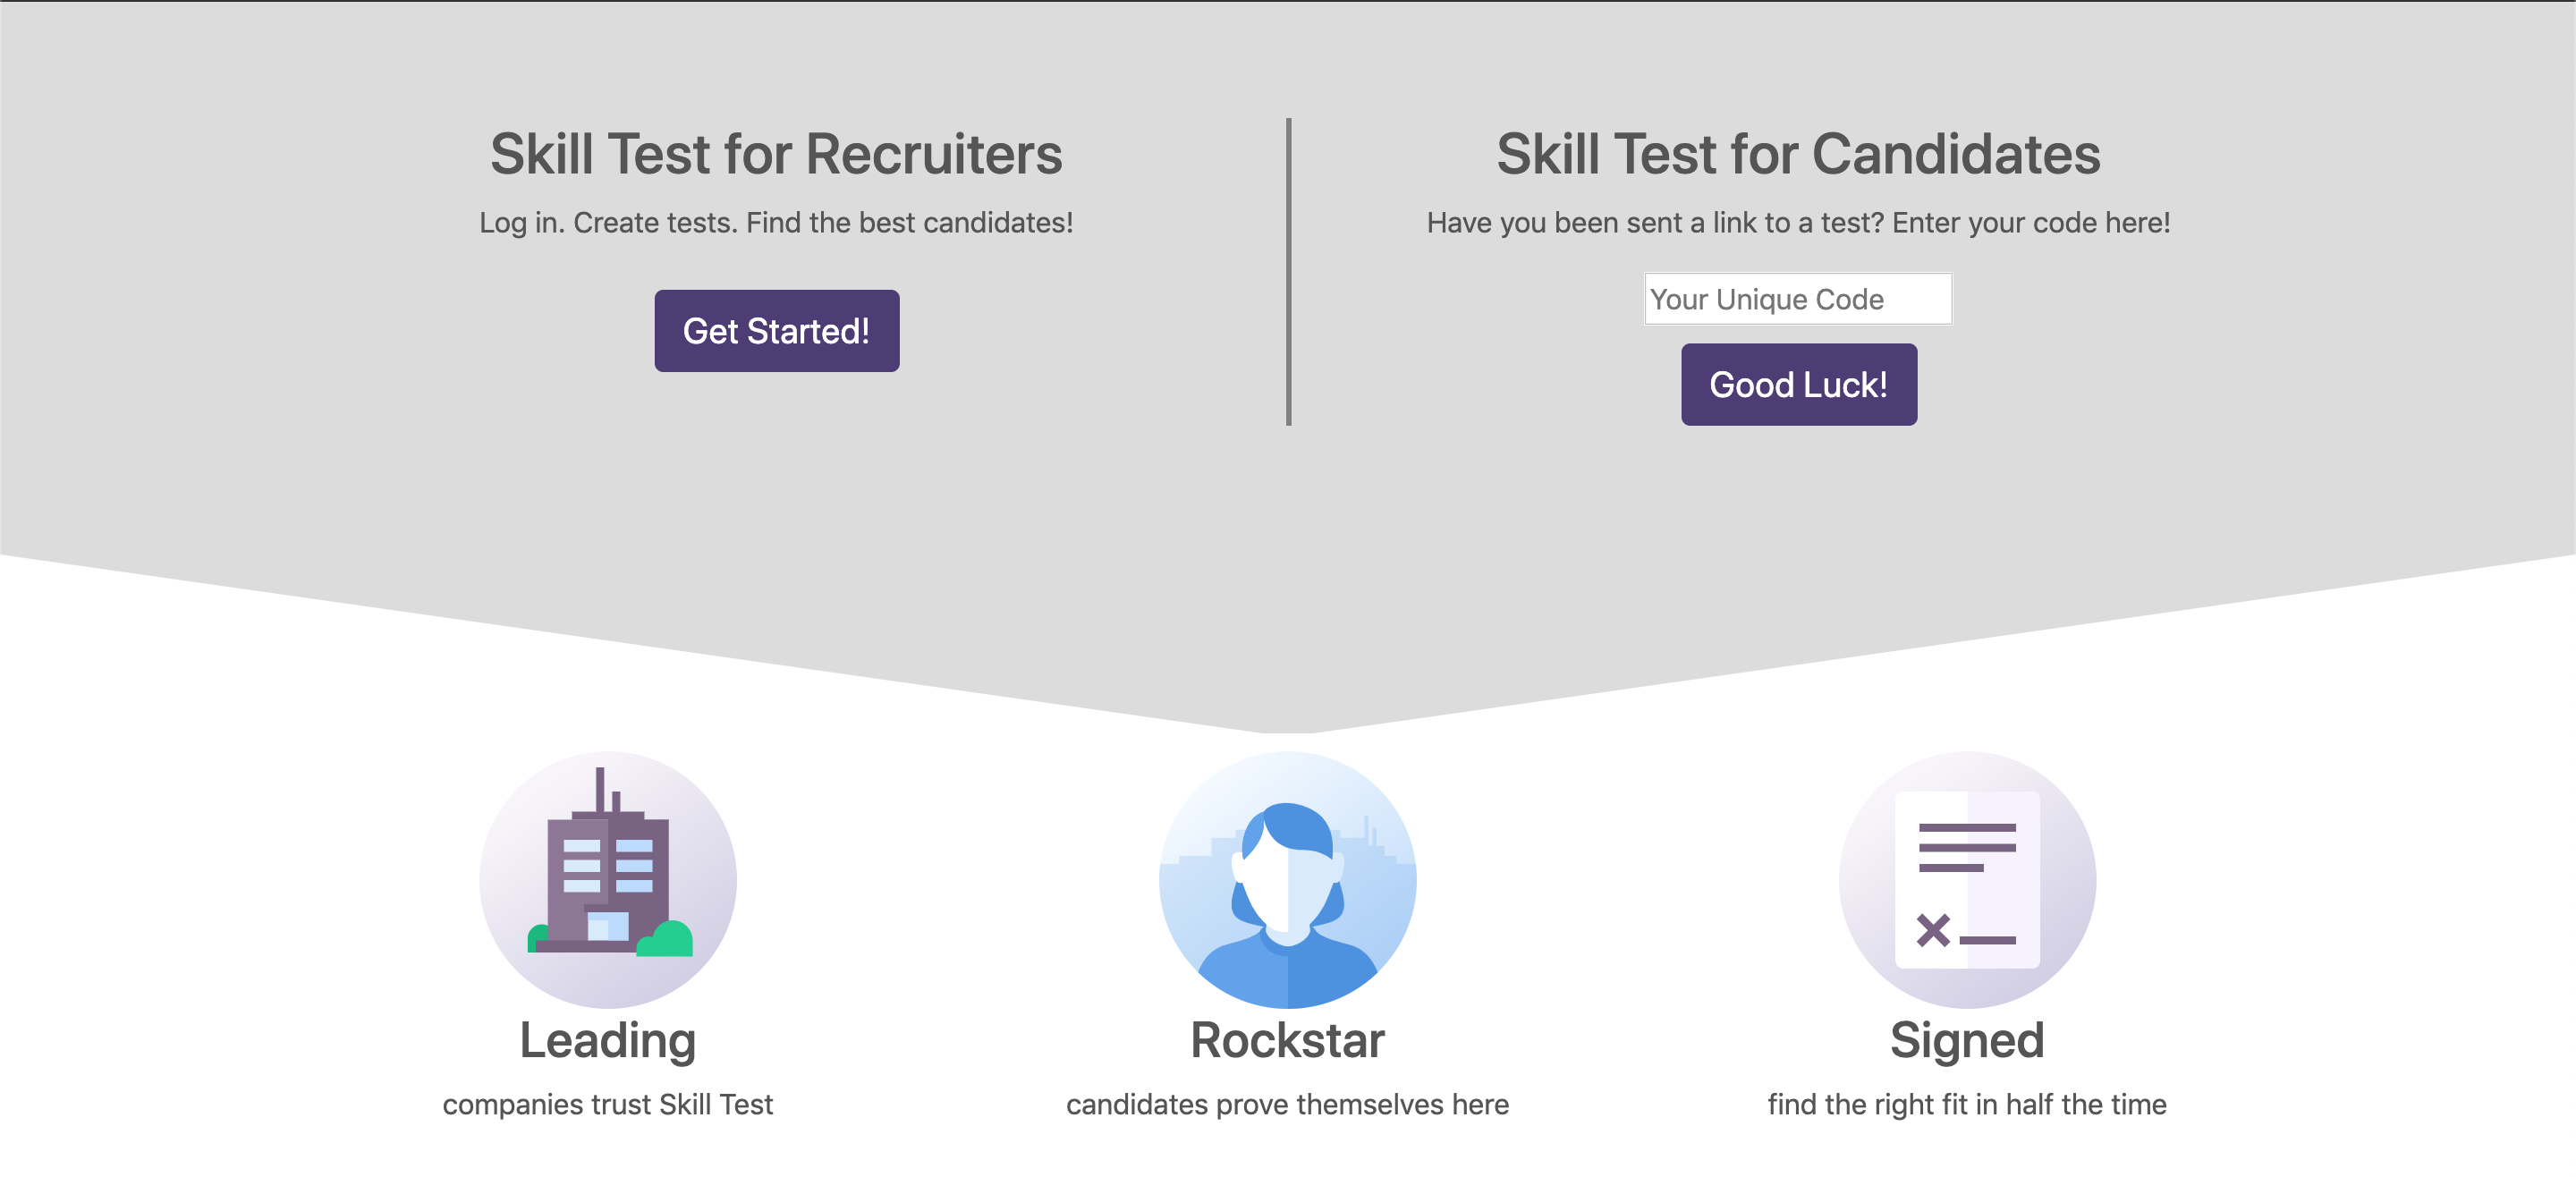 Skill Test for Recruiters
Log in. Create tests. Find the best candidates!
Get Started!
Skill Test for Candidates
Have you been sent a link to a test? Enter your code here!
Your Unique Code
Good Luck!
Leading
companies trust Skill Test
Rockstar
candidates prove themselves here
Signed
find the right fit in half the time